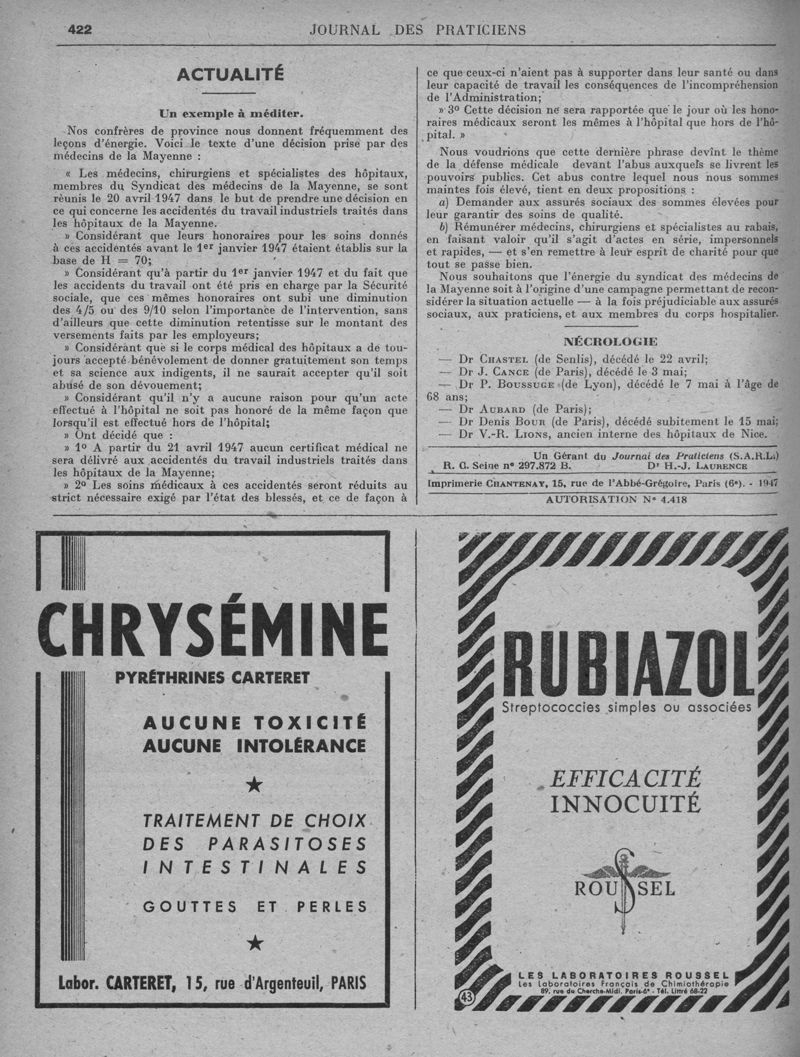 422
JOURNAL DES PRATICIENS
ACTUALITÉ
Un exemple à méditer.
Nos confrères de province nous donnent fréquemment des
leçons d'énergie. Voici le texte d'une décision prise par des
médecins de la Mayenne :
« Les médecins, chirurgiens et spécialistes des hôpitaux,
membres du Syndicat des médecins de la Mayenne, se sont
réunis le 20 avril 1947 dans le but de prendre une décision en
ce qui concerne les accidentés du travail industriels traités dans
les hôpitaux de la Mayenne.
» Considérant que leurs honoraires pour les soins donnés
à ces accidentés avant le 1er janvier 1947 étaient établis sur la
base de H = 70;
» Considérant qu'à partir du 1er janvier 1947 et du fait que
les accidents du travail ont été pris en charge par la Sécurité
sociale, que ces mêmes honoraires ont subi une diminution
des 4/5 ou des 9/10 selon l'importance de l'intervention, sans
d'ailleurs que cette diminution retentisse sur le montant des
versements faits par les employeurs;
» Considérant que si le corps médical des hôpitaux a de tou-
jours accepté bénévolement de donner gratuitement son temps
et sa science aux indigents, il ne saurait accepter qu'il soit
abusé de son dévouement;
» Considérant qu'il n'y a aucune raison pour qu'un acte
effectué à l'hôpital ne soit pas honoré de la même façon que
lorsqu'il est effectué hors de l'hôpital;
» Ont décidé que :
» 1o A partir du 21 avril 1947 aucun certificat médical ne
sera délivré aux accidentés du travail industriels traités dans
les hôpitaux de la Mayenne;
» 2o Les soins médicaux à ces accidentés seront réduits au
strict nécessaire exigé par l'état des blessés, et ce de façon à
ce que ceux-ci n'aient pas à supporter dans leur santé ou dans
leur capacité de travail les conséquences de l'incompréhension
de l'Administration;
» 3o Cette décision ne sera rapportée que le jour où les hono-
raires médicaux seront les mêmes à l'hôpital que hors de l'hô-
pital. »
Nous voudrions que cette dernière phrase devînt le thème
de la défense médicale devant l'abus auxquels se livrent les
pouvoirs publics. Cet abus contre lequel nous nous sommes
maintes fois élevé, tient en deux propositions :
a) Demander aux assurés sociaux des sommes élevées pour
leur garantir des soins de qualité.
b) Rémunérer médecins, chirurgiens et spécialistes au rabais,
en faisant valoir qu'il s'agit d'actes en série, impersonnels
et rapides, — et s'en remettre à leur esprit de charité pour que
tout se passe bien.
Nous souhaitons que l'énergie du syndicat des médecins de
la Mayenne soit à l'origine d'une campagne permettant de recon-
sidérer la situation actuelle — à la fois préjudiciable aux assurés
sociaux, aux praticiens, et aux membres du corps hospitalier.
NÉCROLOGIE
— Dr CHASTEL (de Senlis), décédé le 22 avril;
— Dr J. CANCE (de Paris), décédé le 3 mai;
— Dr P. BOUSSUGE (de Lyon), décédé le 7 mai à l'âge de
68 ans;
— Dr AUBARD (de Paris);
— Dr Denis BOUR (de Paris), décédé subitement le 15 mai;
— Dr V.-R. LIONS, ancien interne des hôpitaux de Nice.
Un Gérant du Journal des Praticiens (S.A.R.L.)
R. C. Seine nº 297.872 B. Dr H.-J. LAURENCE
Imprimerie CHANTENAY, 15, rue de l'Abbé-Grégoire, Paris (6e). - 1947
AUTORISATION Nº 4.418
CHRYSÉMINE
PYRÉTHRINES CARTERET
AUCUNE TOXICITÉ
AUCUNE INTOLÉRANCE
TRAITEMENT DE CHOIX
DES PARASITOSES
INTESTINALES
GOUTTES ET PERLES
Labor. CARTERET, 15, rue d'Argenteuil, PARIS
RUBIAZOL
Streptococcies simples ou associées
EFFICACITÉ
INNOCUITÉ
ROUSSEL
LES LABORATOIRES ROUSSEL
Les Laboratoires Français de Chimiothérapie
89, rue du Cherche-Midi, Paris-6e - Tél. Littré 68-22
43